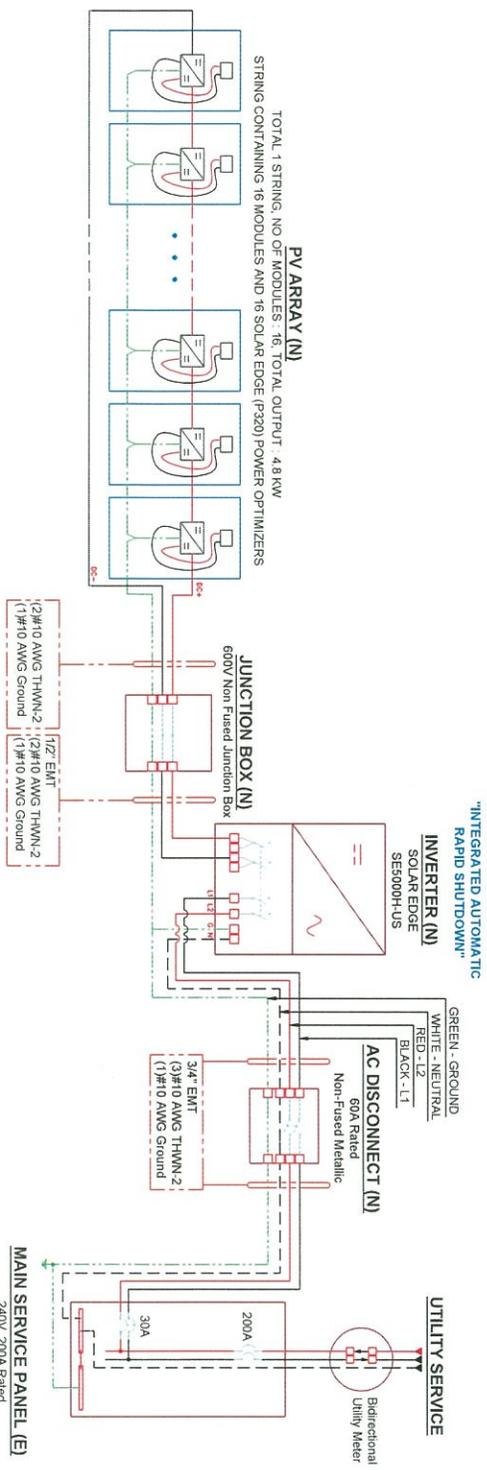 "INTEGRATED AUTOMATIC
RAPID SHUTDOWN"
PV ARRAY (N)
TOTAL 1 STRING, NO OF MODULES : 16, TOTAL OUTPUT : 4.8 KW
STRING CONTAINING 16 MODULES AND 16 SOLAR EDGE (P320) POWER OPTIMIZERS
DC+
DC-
JUNCTION BOX (N)
600V Non Fused Junction Box
(2)#10 AWG THWN-2
(1)#10 AWG Ground
1/2" EMT
(2)#10 AWG THWN-2
(1)#10 AWG Ground
INVERTER (N)
SOLAR EDGE
SE5000H-US
L1
L2
G
N
GREEN - GROUND
WHITE - NEUTRAL
RED - L2
BLACK - L1
AC DISCONNECT (N)
60A Rated
Non-Fused Metallic
3/4" EMT
(3)#10 AWG THWN-2
(1)#10 AWG Ground
UTILITY SERVICE
Bidirectional
Utility Meter
200A
30A
MAIN SERVICE PANEL (E)
240V, 200A Rated